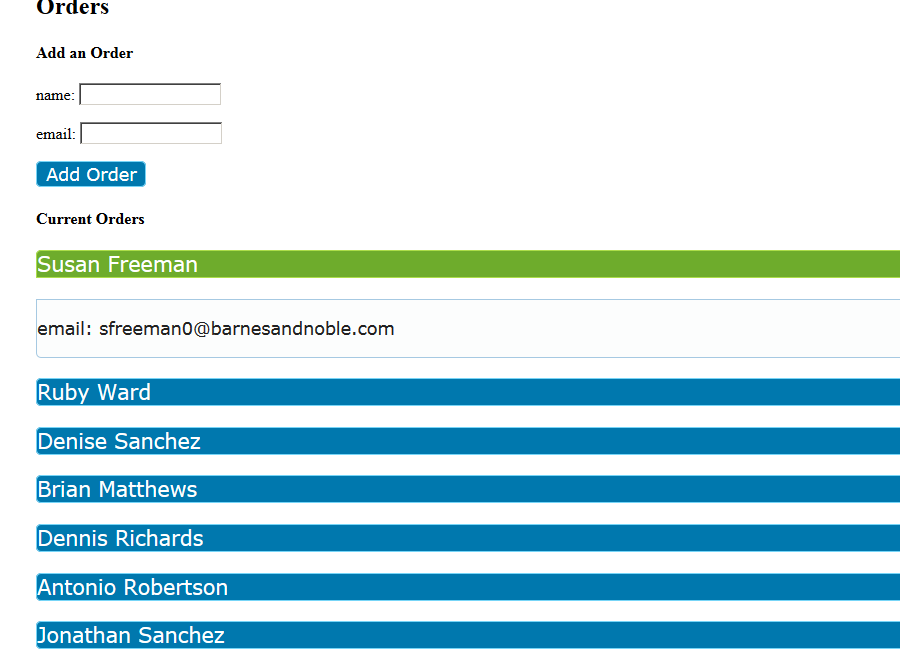 Orders
Add an Order
name:
email:
Add Order
Current Orders
Susan Freeman
email: sfreeman0@barnesandnoble.com
Ruby Ward
Denise Sanchez
Brian Matthews
Dennis Richards
Antonio Robertson
Jonathan Sanchez